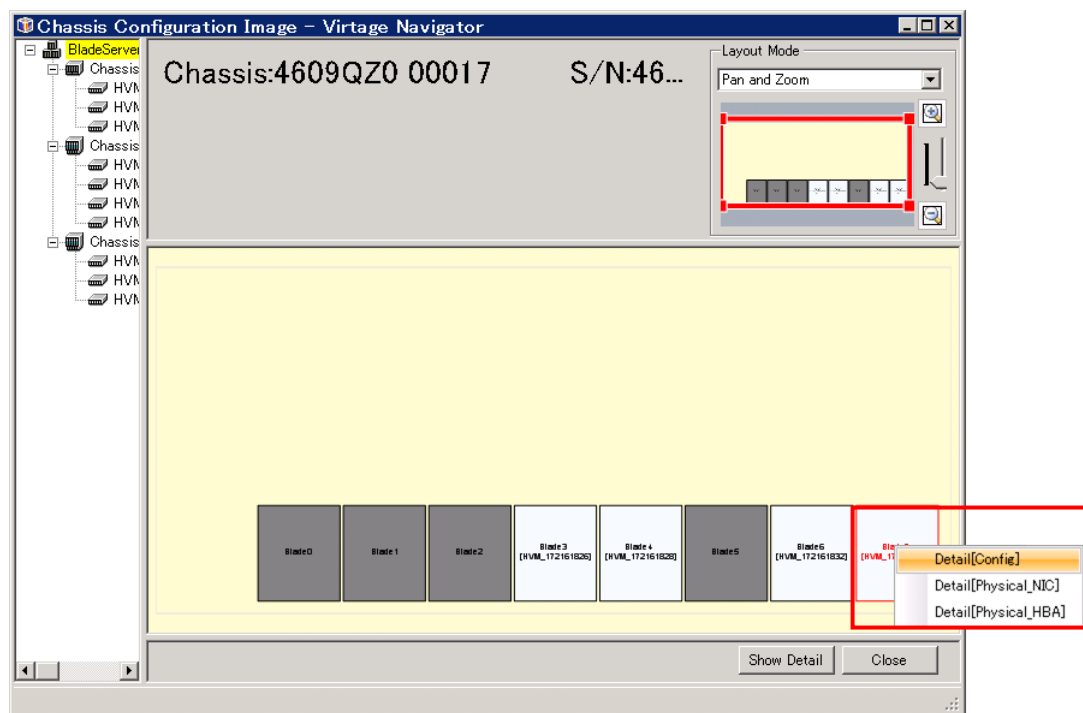 Chassis Configuration Image - Virtage Navigator
BladeServer
Chassis
HVM
HVM
HVM
Chassis
HVM
HVM
HVM
HVM
Chassis
HVM
HVM
HVM
Chassis:4609QZ0 00017 S/N:46...
Layout Mode
Pan and Zoom
Blade0
Blade1
Blade2
Blade3
[HVM_172161826]
Blade4
[HVM_172161828]
Blade5
Blade6
[HVM_172161832]
Detail[Config]
Detail[Physical_NIC]
Detail[Physical_HBA]
Show Detail
Close